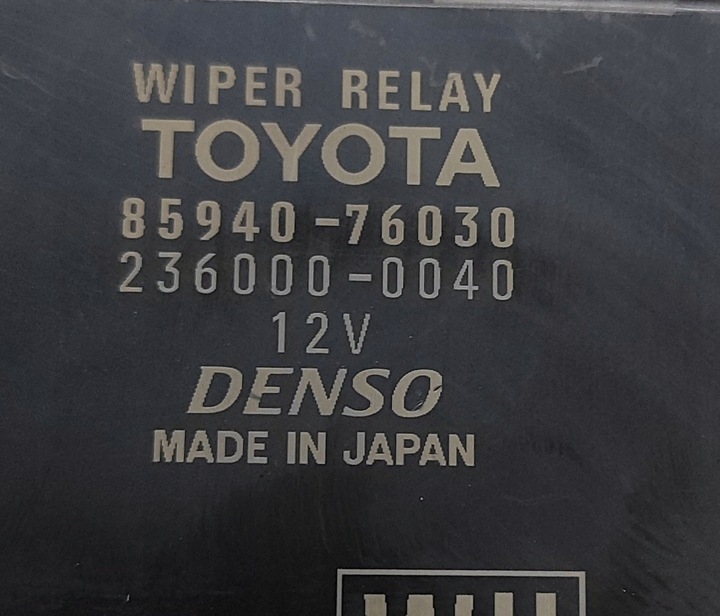 WIPER RELAY
TOYOTA
85940-76030
236000-0040
12V
DENSO
MADE IN JAPAN